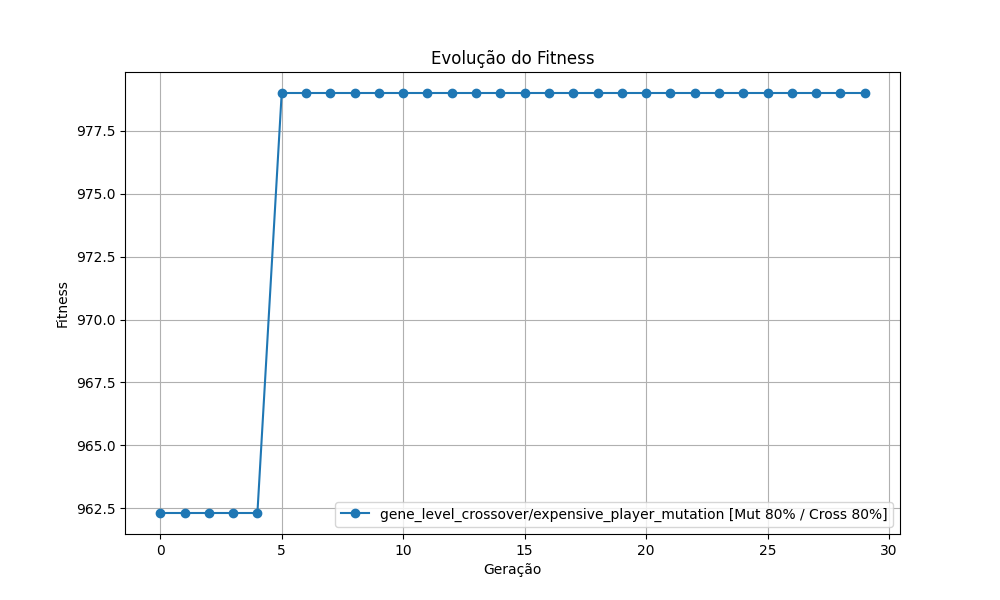 Evolução do Fitness
Fitness
977.5
975.0
972.5
970.0
967.5
965.0
962.5
gene_level_crossover/expensive_player_mutation [Mut 80% / Cross 80%]
0 5 10 15 20 25 30
Geração